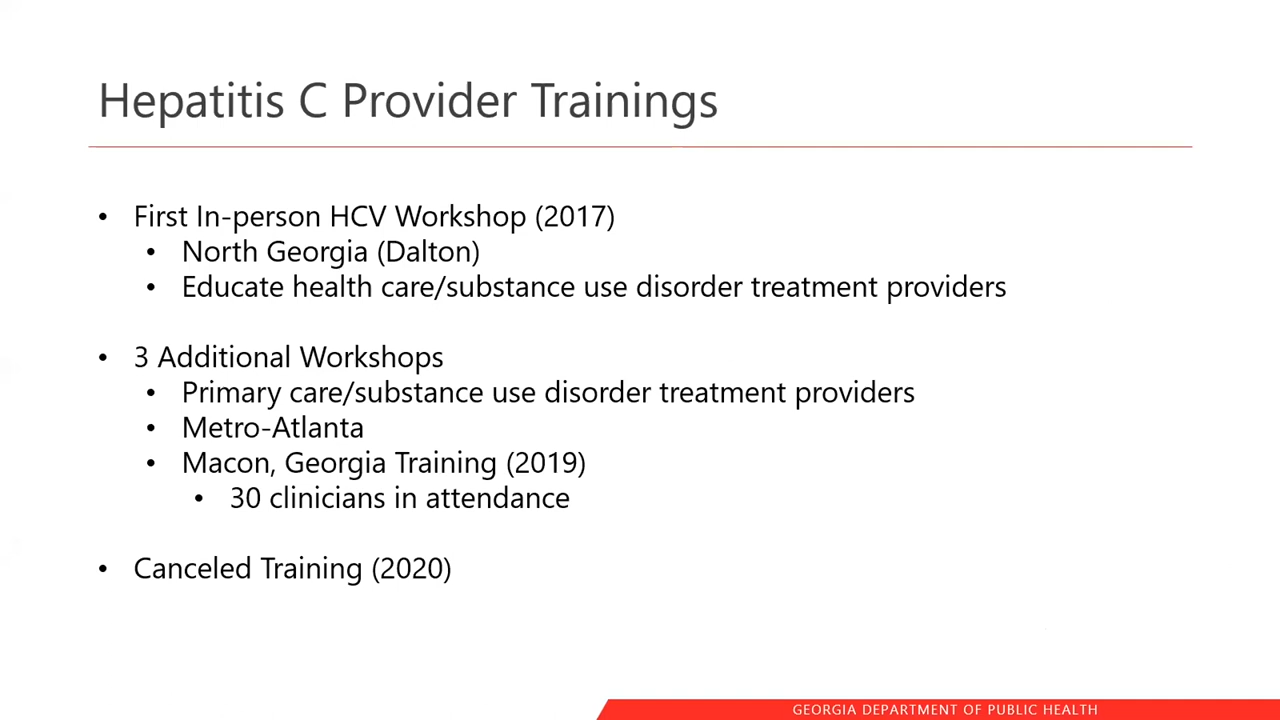 Hepatitis C Provider Trainings
• First In-person HCV Workshop (2017)
• North Georgia (Dalton)
• Educate health care/substance use disorder treatment providers
• 3 Additional Workshops
• Primary care/substance use disorder treatment providers
• Metro-Atlanta
• Macon, Georgia Training (2019)
• 30 clinicians in attendance
• Canceled Training (2020)
GEORGIA DEPARTMENT OF PUBLIC HEALTH